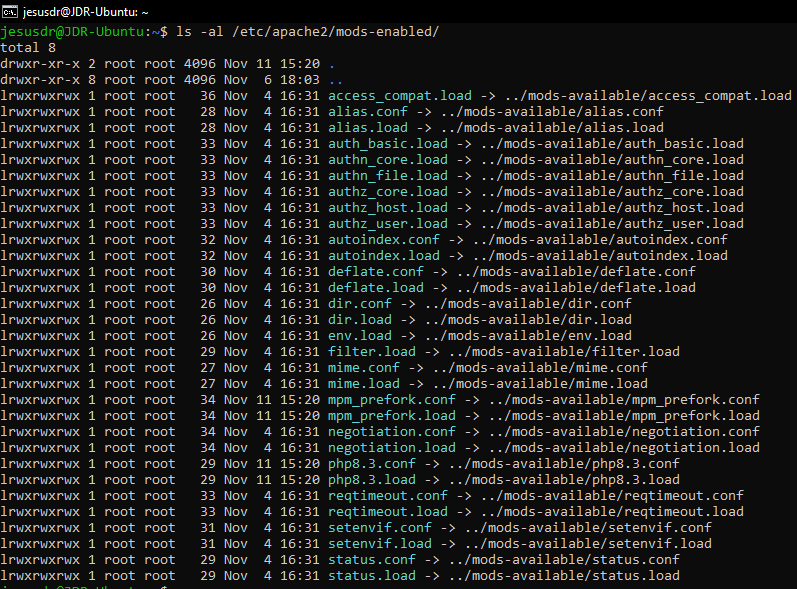 jesusdr@JDR-Ubuntu: ~
jesusdr@JDR-Ubuntu:~$ ls -al /etc/apache2/mods-enabled/
total 8
drwxr-xr-x 2 root root 4096 Nov 11 15:20 .
drwxr-xr-x 8 root root 4096 Nov  6 18:03 ..
lrwxrwxrwx 1 root root   36 Nov  4 16:31 access_compat.load -> ../mods-available/access_compat.load
lrwxrwxrwx 1 root root   28 Nov  4 16:31 alias.conf -> ../mods-available/alias.conf
lrwxrwxrwx 1 root root   28 Nov  4 16:31 alias.load -> ../mods-available/alias.load
lrwxrwxrwx 1 root root   33 Nov  4 16:31 auth_basic.load -> ../mods-available/auth_basic.load
lrwxrwxrwx 1 root root   33 Nov  4 16:31 authn_core.load -> ../mods-available/authn_core.load
lrwxrwxrwx 1 root root   33 Nov  4 16:31 authn_file.load -> ../mods-available/authn_file.load
lrwxrwxrwx 1 root root   33 Nov  4 16:31 authz_core.load -> ../mods-available/authz_core.load
lrwxrwxrwx 1 root root   33 Nov  4 16:31 authz_host.load -> ../mods-available/authz_host.load
lrwxrwxrwx 1 root root   33 Nov  4 16:31 authz_user.load -> ../mods-available/authz_user.load
lrwxrwxrwx 1 root root   32 Nov  4 16:31 autoindex.conf -> ../mods-available/autoindex.conf
lrwxrwxrwx 1 root root   32 Nov  4 16:31 autoindex.load -> ../mods-available/autoindex.load
lrwxrwxrwx 1 root root   30 Nov  4 16:31 deflate.conf -> ../mods-available/deflate.conf
lrwxrwxrwx 1 root root   30 Nov  4 16:31 deflate.load -> ../mods-available/deflate.load
lrwxrwxrwx 1 root root   26 Nov  4 16:31 dir.conf -> ../mods-available/dir.conf
lrwxrwxrwx 1 root root   26 Nov  4 16:31 dir.load -> ../mods-available/dir.load
lrwxrwxrwx 1 root root   26 Nov  4 16:31 env.load -> ../mods-available/env.load
lrwxrwxrwx 1 root root   29 Nov  4 16:31 filter.load -> ../mods-available/filter.load
lrwxrwxrwx 1 root root   27 Nov  4 16:31 mime.conf -> ../mods-available/mime.conf
lrwxrwxrwx 1 root root   27 Nov  4 16:31 mime.load -> ../mods-available/mime.load
lrwxrwxrwx 1 root root   34 Nov 11 15:20 mpm_prefork.conf -> ../mods-available/mpm_prefork.conf
lrwxrwxrwx 1 root root   34 Nov 11 15:20 mpm_prefork.load -> ../mods-available/mpm_prefork.load
lrwxrwxrwx 1 root root   34 Nov  4 16:31 negotiation.conf -> ../mods-available/negotiation.conf
lrwxrwxrwx 1 root root   34 Nov  4 16:31 negotiation.load -> ../mods-available/negotiation.load
lrwxrwxrwx 1 root root   29 Nov 11 15:20 php8.3.conf -> ../mods-available/php8.3.conf
lrwxrwxrwx 1 root root   29 Nov 11 15:20 php8.3.load -> ../mods-available/php8.3.load
lrwxrwxrwx 1 root root   33 Nov  4 16:31 reqtimeout.conf -> ../mods-available/reqtimeout.conf
lrwxrwxrwx 1 root root   33 Nov  4 16:31 reqtimeout.load -> ../mods-available/reqtimeout.load
lrwxrwxrwx 1 root root   31 Nov  4 16:31 setenvif.conf -> ../mods-available/setenvif.conf
lrwxrwxrwx 1 root root   31 Nov  4 16:31 setenvif.load -> ../mods-available/setenvif.load
lrwxrwxrwx 1 root root   29 Nov  4 16:31 status.conf -> ../mods-available/status.conf
lrwxrwxrwx 1 root root   29 Nov  4 16:31 status.load -> ../mods-available/status.load